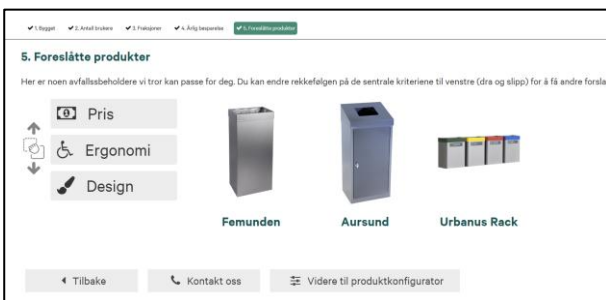 1. Bygget 2. Antall brukere 3. Fraksjoner 4. Årlig besparelse 5. Foreslåtte produkter
5. Foreslåtte produkter
Her er noen avfallssbeholdere vi tror kan passe for deg. Du kan endre rekkefølgen på de sentrale kriteriene til venstre (dra og slipp) for å få andre forsla
Pris
Ergonomi
Design
Femunden Aursund Urbanus Rack
Tilbake Kontakt oss Videre til produktkonfigurator